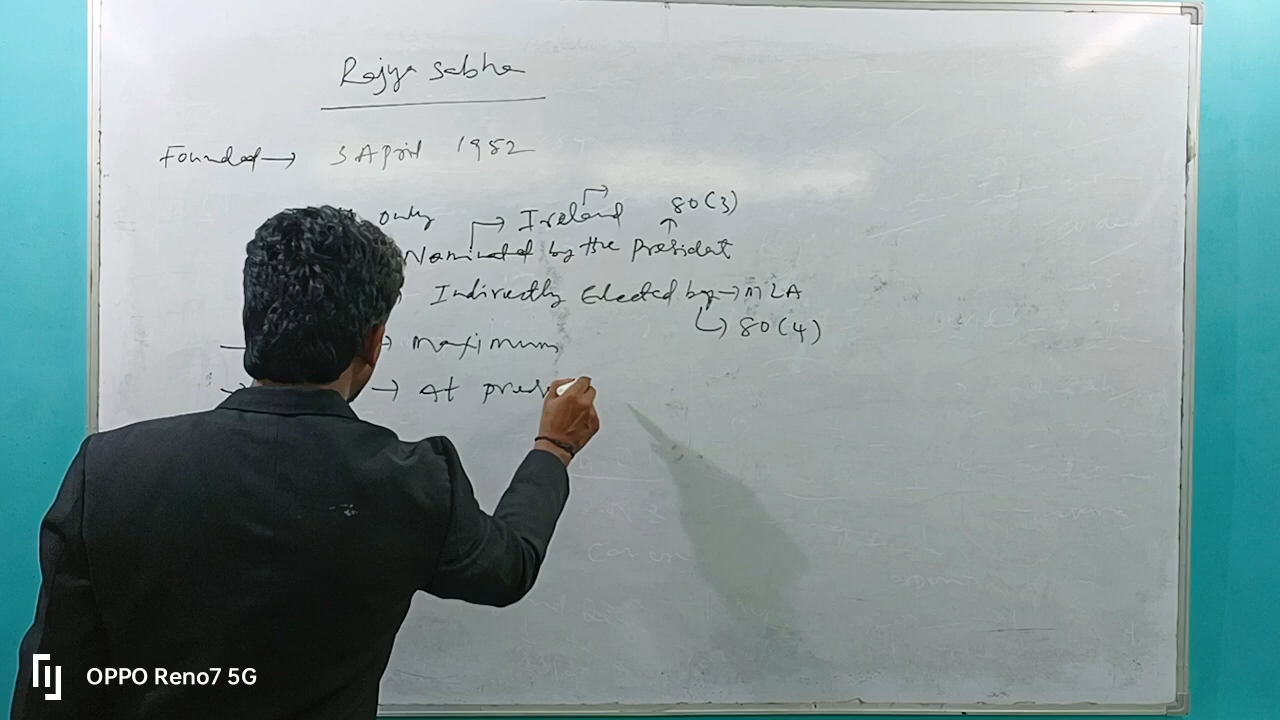 Rajya Sabha
Founded → 3 April 1952
only
→ Ireland
80(3)
Nominated by the President
Indirectly Elected by → MLA
↳ 80(4)
→ Maximum
→ At pres
OPPO Reno7 5G